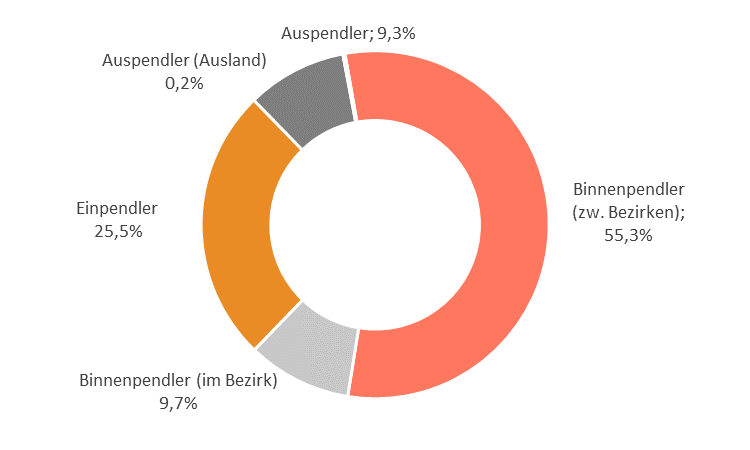 Auspendler; 9,3%
Auspendler (Ausland)
0,2%
Binnenpendler
(zw. Bezirken);
55,3%
Einpendler
25,5%
Binnenpendler (im Bezirk)
9,7%